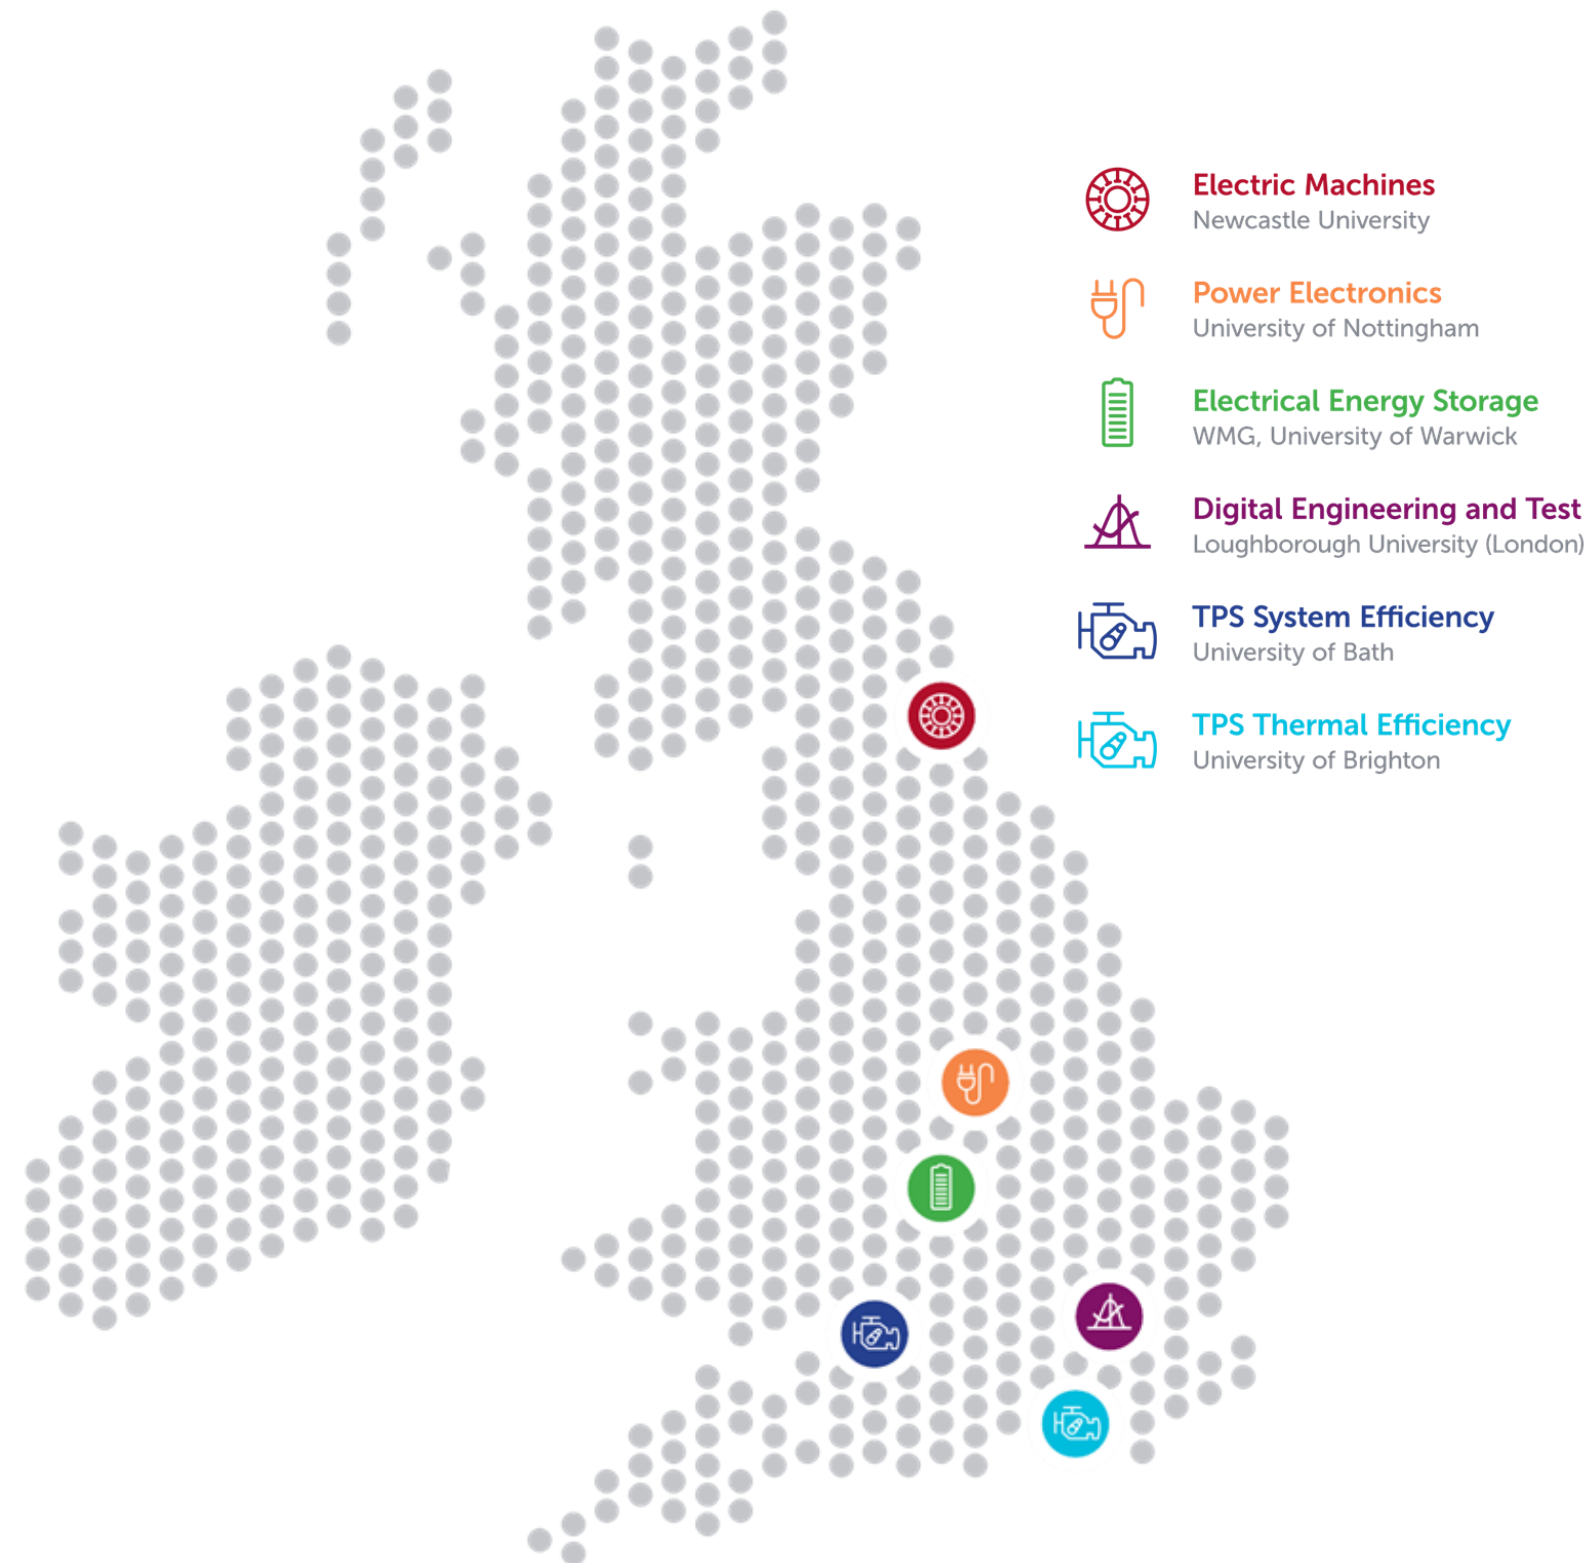 Electric Machines
Newcastle University
Power Electronics
University of Nottingham
Electrical Energy Storage
WMG, University of Warwick
Digital Engineering and Test
Loughborough University (London)
TPS System Efficiency
University of Bath
TPS Thermal Efficiency
University of Brighton